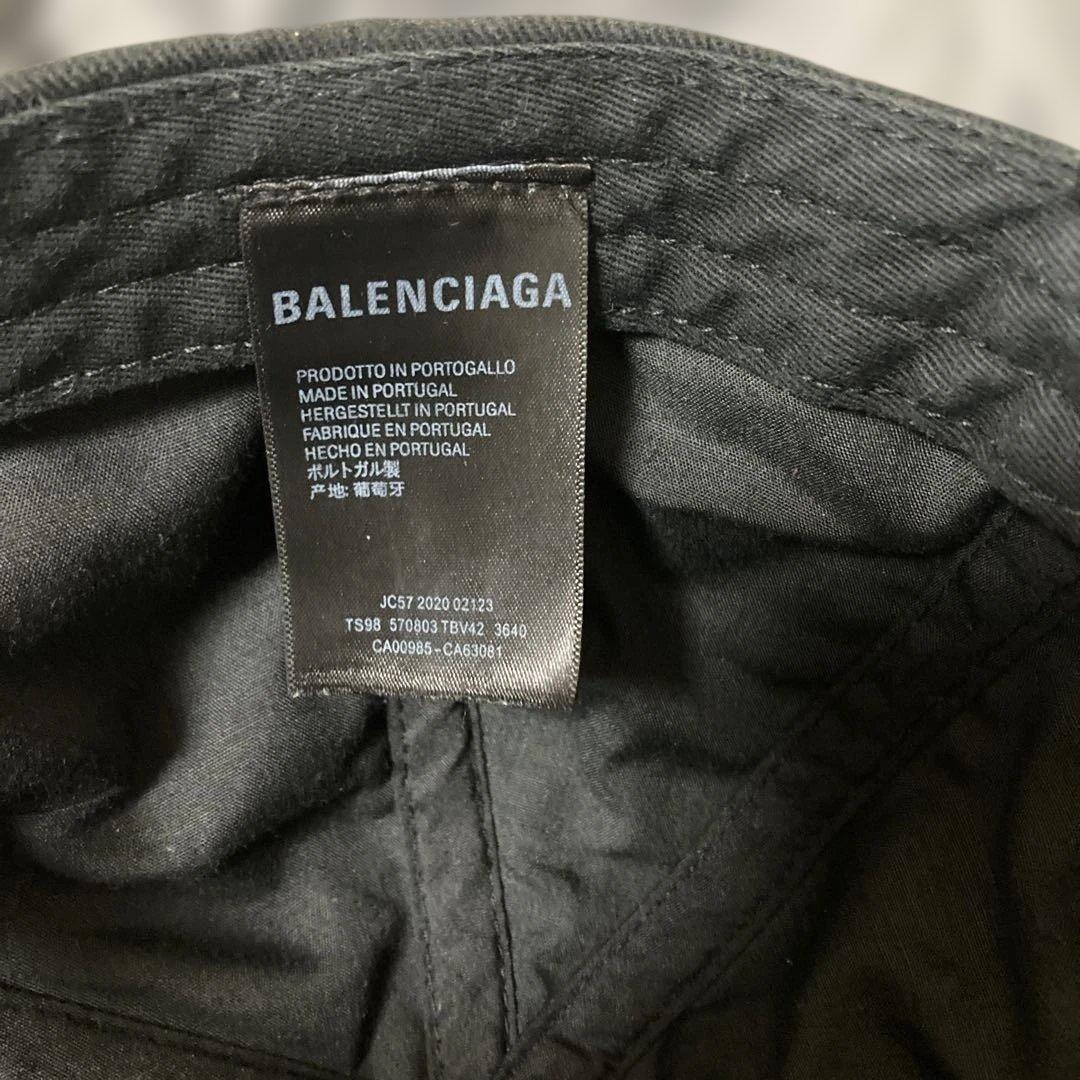 BALENCIAGA
PRODOTTO IN PORTOGALLO
MADE IN PORTUGAL
HERGESTELLT IN PORTUGAL
FABRIQUE EN PORTUGAL
HECHO EN PORTUGAL
ポルトガル製
产地: 葡萄牙
JC57 2020 02123
TS98 570803 TBV42 3640
CA00985-CA63081